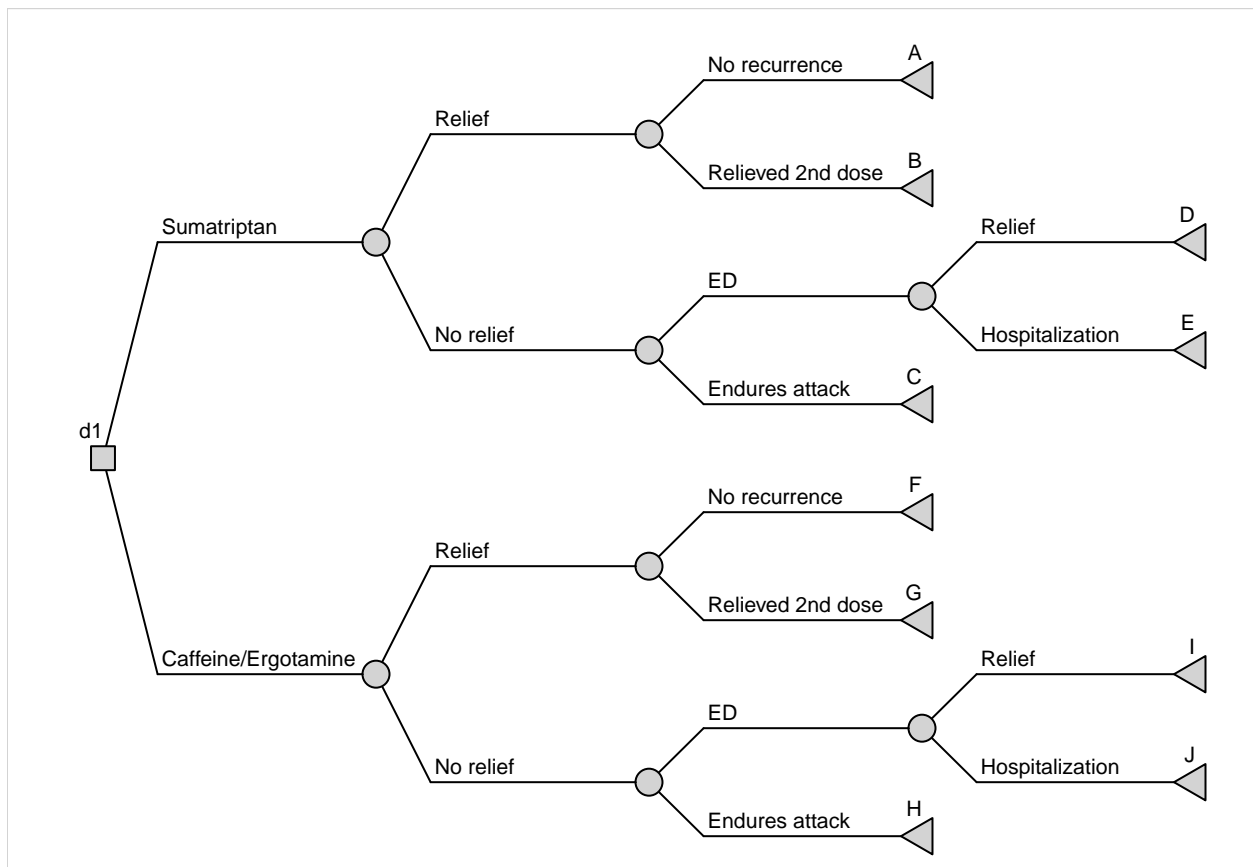 A
No recurrence
Relief
B
Relieved 2nd dose
D
Sumatriptan
Relief
ED
E
No relief
Hospitalization
C
Endures attack
d1
F
No recurrence
Relief
G
Relieved 2nd dose
I
Caffeine/Ergotamine
Relief
ED
J
No relief
Hospitalization
H
Endures attack